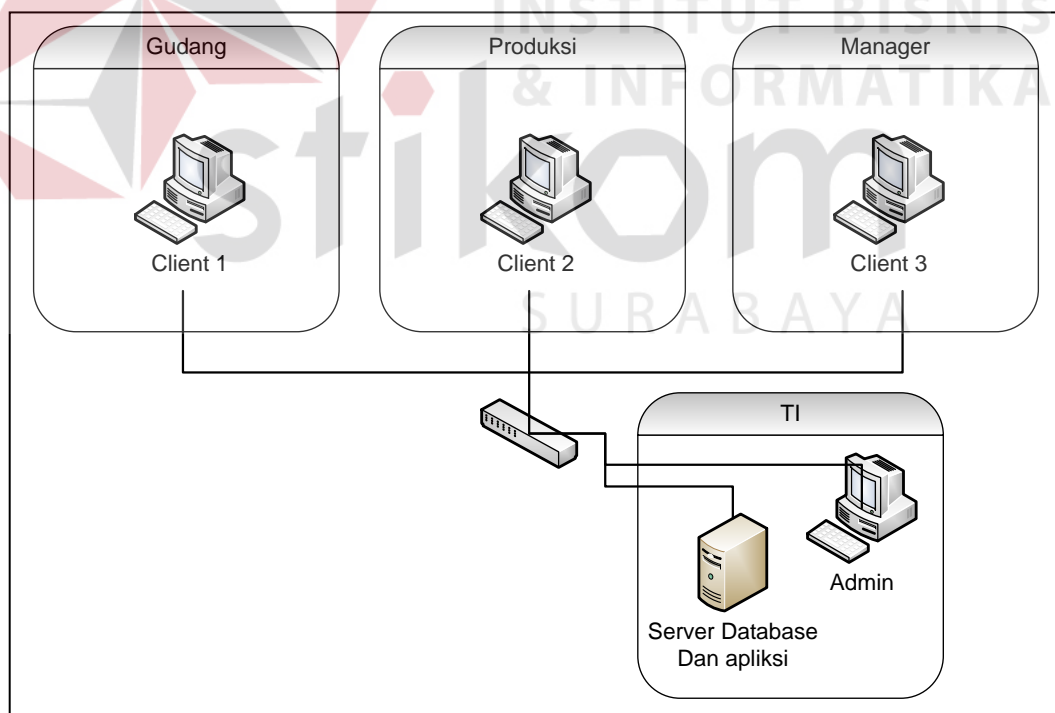 INSTITUT BISNIS
& INFORMATIKA
stikom
SURABAYA
Gudang
Produksi
Manager
Client 1
Client 2
Client 3
TI
Admin
Server Database
Dan apliksi